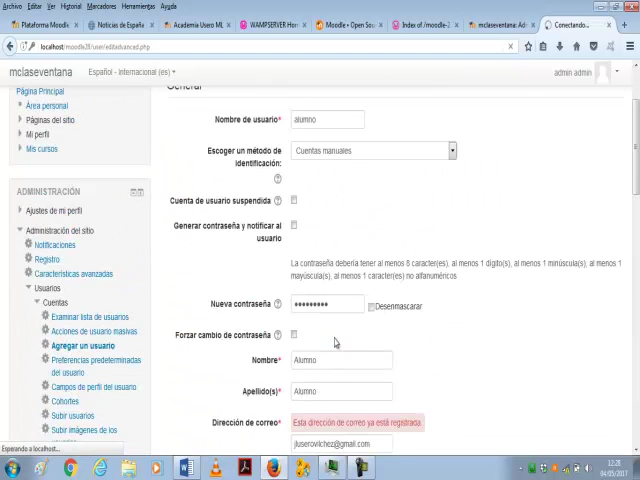 Archivo Editar Ver Historial Marcadores Herramientas Ayuda
Plataforma Moodle Noticias de España Academia Usero ML WAMPSERVER Hom Moodle • Open Sou Index of /moodle-2 mclaseventana: Adm Conectando...
localhost/moodle28/user/editadvanced.php
mclaseventana Español - Internacional (es) admin admin
Página Principal
Área personal
Páginas del sitio
Mi perfil
Mis cursos
ADMINISTRACIÓN
Ajustes de mi perfil
Administración del sitio
Notificaciones
Registro
Características avanzadas
Usuarios
Cuentas
Examinar lista de usuarios
Acciones de usuario masivas
Agregar un usuario
Preferencias predeterminadas
del usuario
Campos de perfil del usuario
Cohortes
Subir usuarios
Subir imágenes de los
General
Nombre de usuario* alumno
Escoger un método de
identificación: Cuentas manuales
Cuenta de usuario suspendida
Generar contraseña y notificar al
usuario
La contraseña debería tener al menos 8 caracter(es), al menos 1 dígito(s), al menos 1 minúscula(s), al menos 1
mayúscula(s), al menos 1 caracter(es) no alfanuméricos
Nueva contraseña ••••••••• Desenmascarar
Forzar cambio de contraseña
Nombre* Alumno
Apellido(s)* Alumno
Dirección de correo* Esta dirección de correo ya está registrada.
jluserovilchez@gmail.com
Esperando a localhost...
12:28
04/05/2017